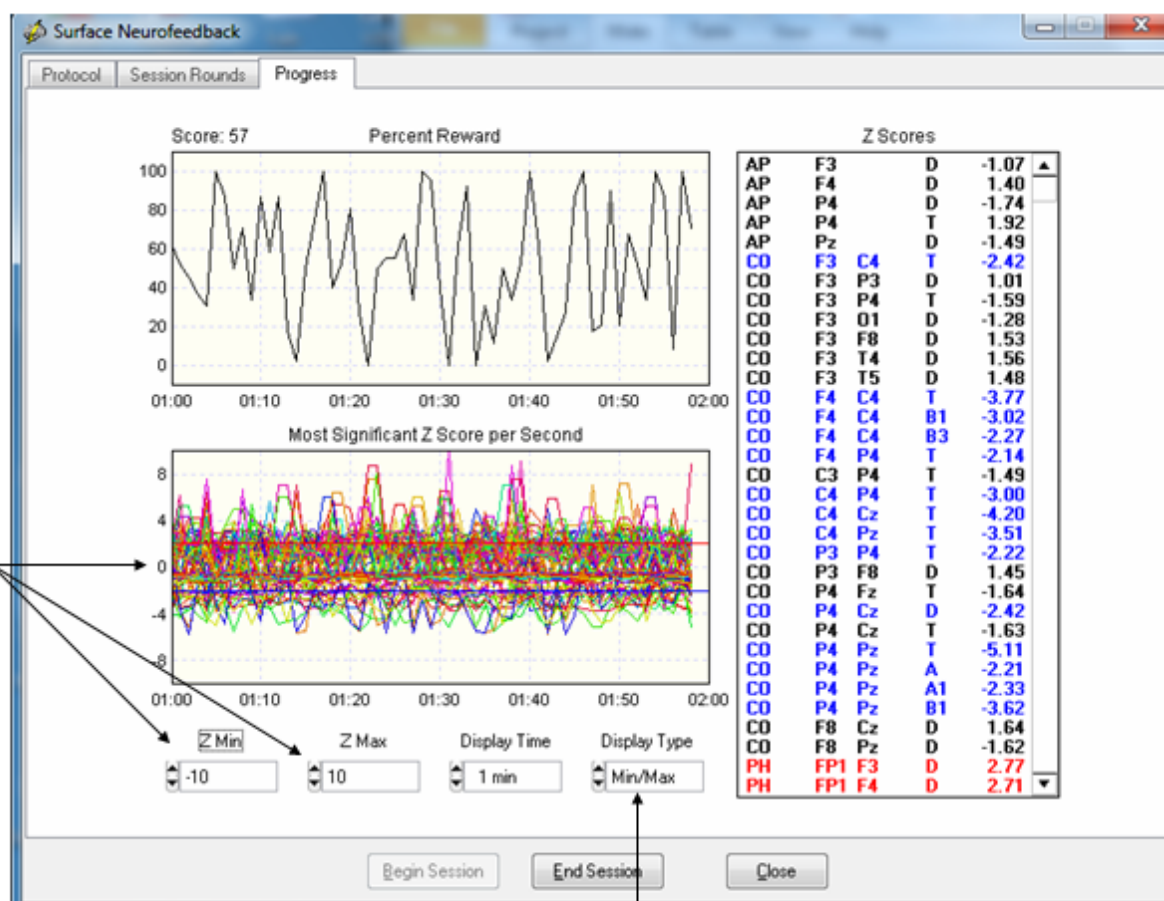 Surface Neurofeedback
Protocol Session Rounds Progress
Score: 57 Percent Reward
100
80
60
40
20
0
01:00 01:10 01:20 01:30 01:40 01:50 02:00
Most Significant Z Score per Second
8
4
0
-4
-8
01:00 01:10 01:20 01:30 01:40 01:50 02:00
Z Min Z Max Display Time Display Type
-10 10 1 min Min/Max
Z Scores
AP F3 D -1.07
AP F4 D 1.40
AP P4 D -1.74
AP P4 T 1.92
AP Pz D -1.49
CO F3 C4 T -2.42
CO F3 P3 D 1.01
CO F3 P4 T -1.59
CO F3 O1 D -1.28
CO F3 F8 D 1.53
CO F3 T4 D 1.56
CO F3 T5 D 1.48
CO F4 C4 T -3.77
CO F4 C4 B1 -3.02
CO F4 C4 B3 -2.27
CO F4 P4 T -2.14
CO C3 P4 T -1.49
CO C4 P4 T -3.00
CO C4 Cz T -4.20
CO C4 Pz T -3.51
CO P3 P4 T -2.22
CO P3 F8 D 1.45
CO P4 Fz T -1.64
CO P4 Cz D -2.42
CO P4 Cz T -1.63
CO P4 Pz T -5.11
CO P4 Pz A -2.21
CO P4 Pz A1 -2.33
CO P4 Pz B1 -3.62
CO F8 Cz D 1.64
CO F8 Pz D -1.62
PH FP1 F3 D 2.77
PH FP1 F4 D 2.71
Begin Session End Session Close